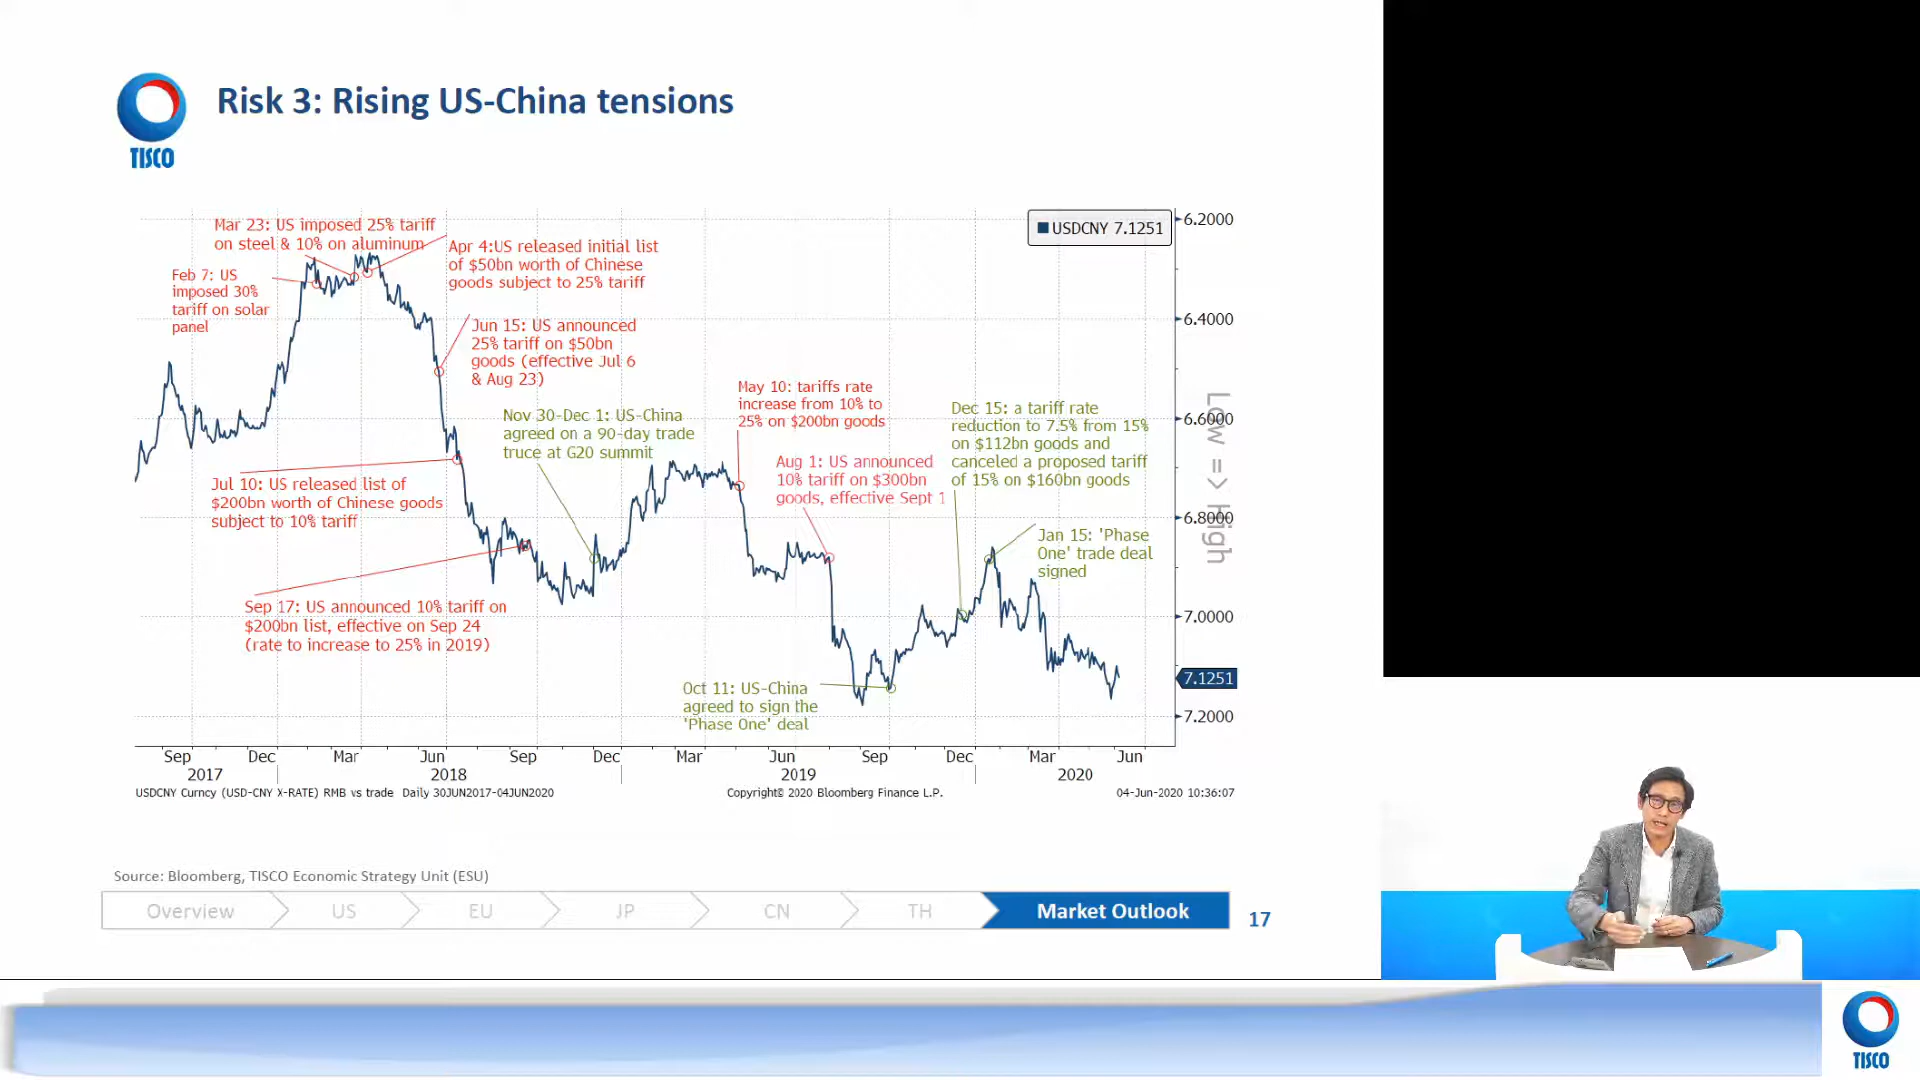 TISCO
Risk 3: Rising US-China tensions
Mar 23: US imposed 25% tariff
on steel & 10% on aluminum
Feb 7: US
imposed 30%
tariff on solar
panel
Apr 4:US released initial list
of $50bn worth of Chinese
goods subject to 25% tariff
Jun 15: US announced
25% tariff on $50bn
goods (effective Jul 6
& Aug 23)
Nov 30-Dec 1: US-China
agreed on a 90-day trade
truce at G20 summit
Jul 10: US released list of
$200bn worth of Chinese goods
subject to 10% tariff
Sep 17: US announced 10% tariff on
$200bn list, effective on Sep 24
(rate to increase to 25% in 2019)
May 10: tariffs rate
increase from 10% to
25% on $200bn goods
Aug 1: US announced
10% tariff on $300bn
goods, effective Sept 1
Dec 15: a tariff rate
reduction to 7.5% from 15%
on $112bn goods and
canceled a proposed tariff
of 15% on $160bn goods
Jan 15: 'Phase
One' trade deal
signed
Oct 11: US-China
agreed to sign the
'Phase One' deal
USDCNY 7.1251
6.2000
6.4000
6.6000
6.8000
7.0000
7.1251
7.2000
Low => High
Sep Dec Mar Jun Sep Dec Mar Jun Sep Dec Mar Jun
2017 2018 2019 2020
USDCNY Curncy (USD-CNY X-RATE) RMB vs trade Daily 30JUN2017-04JUN2020
Copyright© 2020 Bloomberg Finance L.P.
04-Jun-2020 10:36:07
Source: Bloomberg, TISCO Economic Strategy Unit (ESU)
Overview US EU JP CN TH Market Outlook 17
TISCO